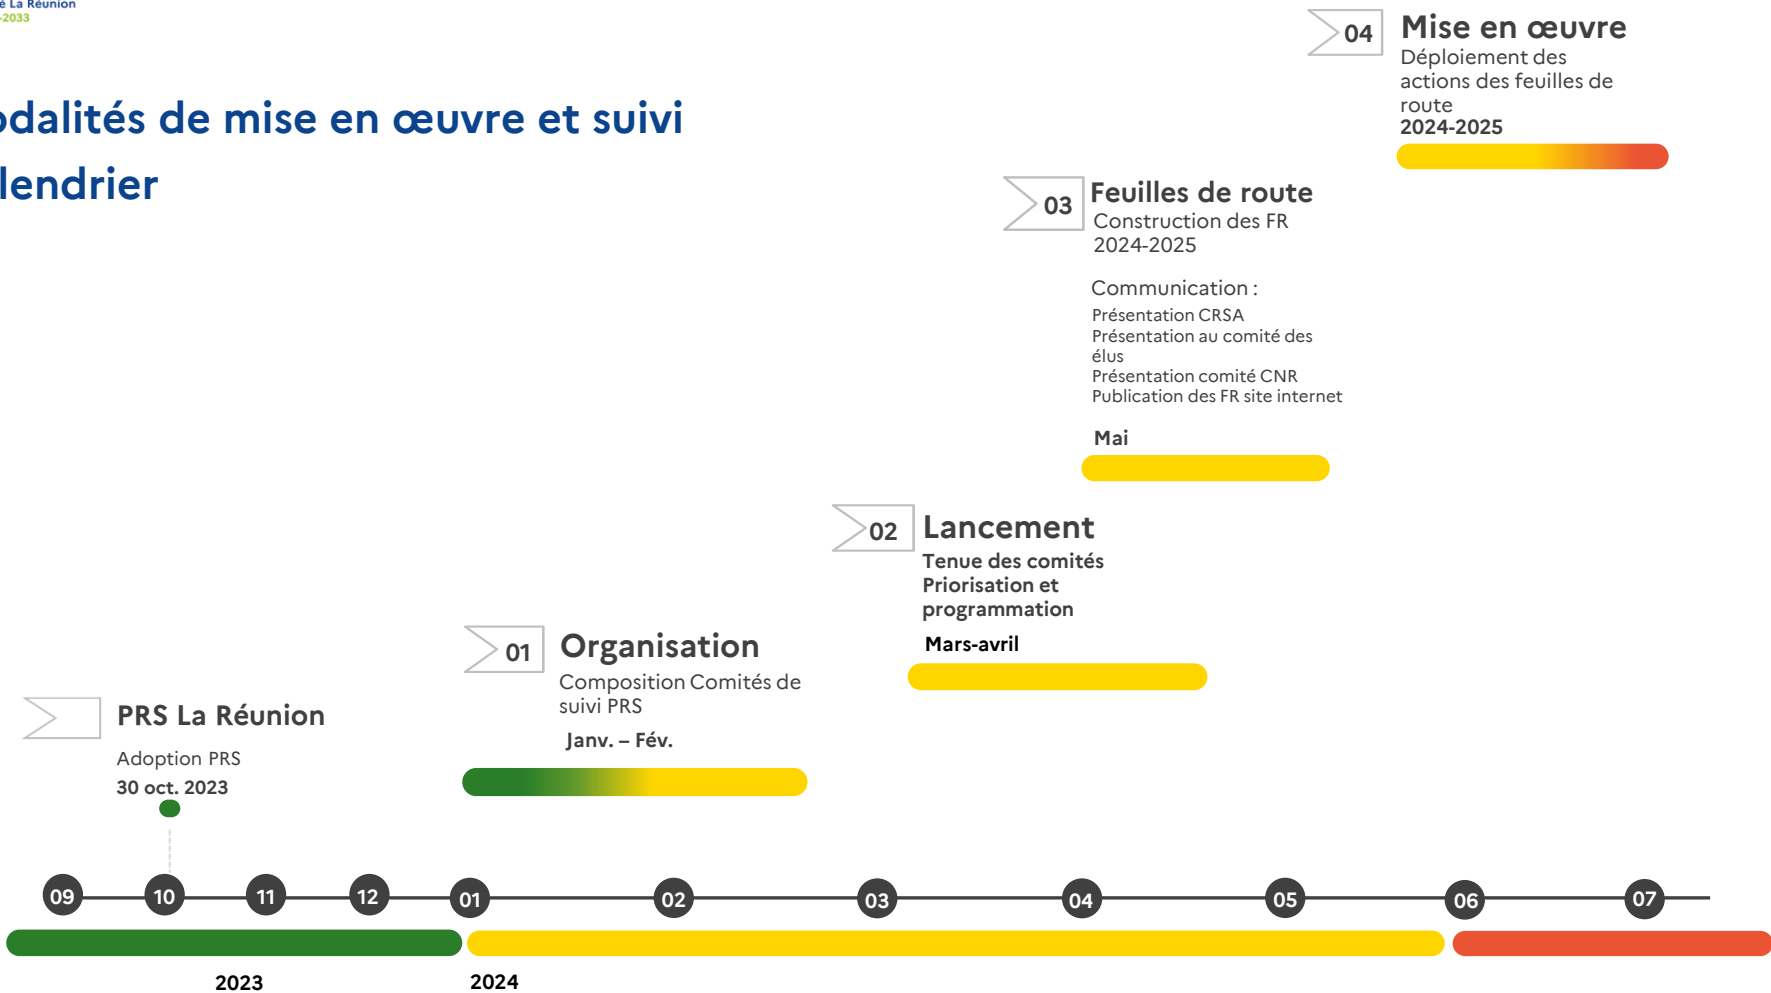 é La Réunion
-2033
odalités de mise en œuvre et suivi
lendrier
04
Mise en œuvre
Déploiement des
actions des feuilles de
route
2024-2025
03
Feuilles de route
Construction des FR
2024-2025
Communication :
Présentation CRSA
Présentation au comité des
élus
Présentation comité CNR
Publication des FR site internet
Mai
02
Lancement
Tenue des comités
Priorisation et
programmation
Mars-avril
01
Organisation
Composition Comités de
suivi PRS
Janv. – Fév.
PRS La Réunion
Adoption PRS
30 oct. 2023
09 10 11 12 01 02 03 04 05 06 07
2023 2024